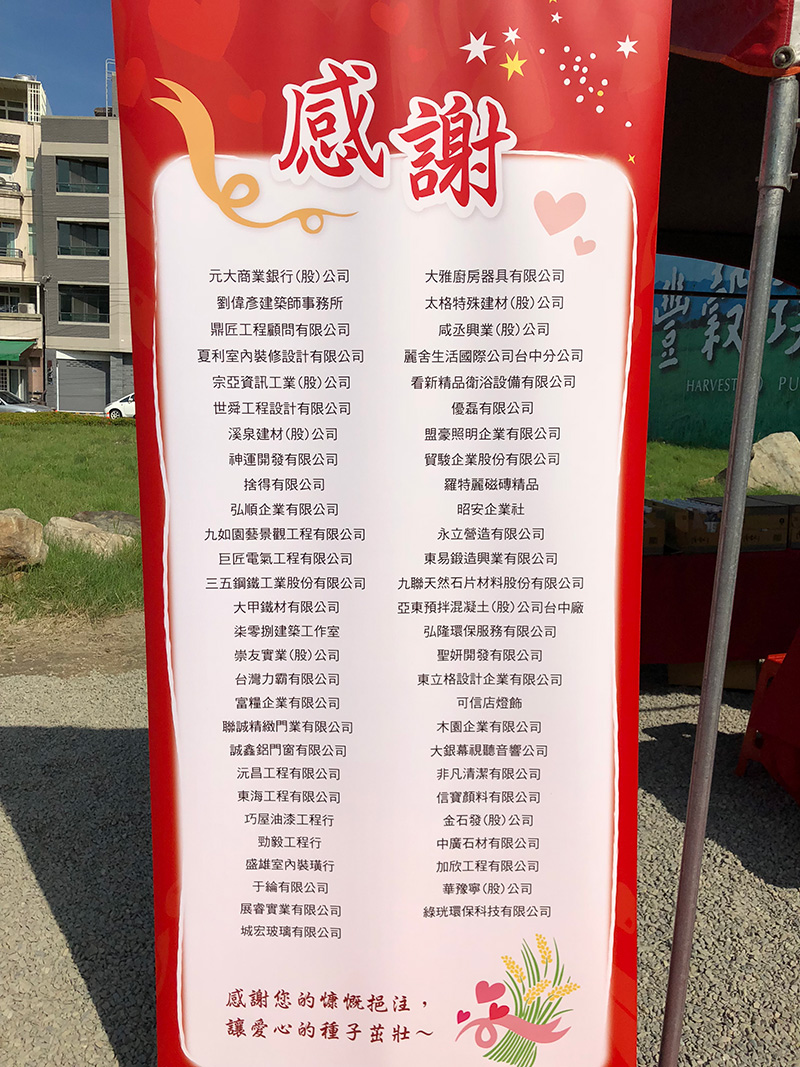 感謝
元大商業銀行(股)公司
劉偉彥建築師事務所
鼎匠工程顧問有限公司
夏利室內裝修設計有限公司
宗亞資訊工業(股)公司
世舜工程設計有限公司
溪泉建材(股)公司
神運開發有限公司
捨得有限公司
弘順企業有限公司
九如園藝景觀工程有限公司
巨匠電氣工程有限公司
三五鋼鐵工業股份有限公司
大甲鐵材有限公司
柒零捌建築工作室
崇友實業(股)公司
台灣力霸有限公司
富糧企業有限公司
聯誠精緻門業有限公司
誠鑫鋁門窗有限公司
沅昌工程有限公司
東海工程有限公司
巧屋油漆工程行
勁毅工程行
盛雄室內裝璜行
于綸有限公司
展睿實業有限公司
城宏玻璃有限公司
大雅廚房器具有限公司
太格特殊建材(股)公司
咸丞興業(股)公司
麗舍生活國際公司台中分公司
看新精品衛浴設備有限公司
優磊有限公司
盟豪照明企業有限公司
貿駿企業股份有限公司
羅特麗磁磚精品
昭安企業社
永立營造有限公司
東易鍛造興業有限公司
九聯天然石片材料股份有限公司
亞東預拌混凝土(股)公司台中廠
弘隆環保服務有限公司
聖妍開發有限公司
東立格設計企業有限公司
可信店燈飾
木園企業有限公司
大銀幕視聽音響公司
非凡清潔有限公司
信寶顏料有限公司
金石發(股)公司
中廣石材有限公司
加欣工程有限公司
華豫寧(股)公司
綠珖環保科技有限公司
感謝您的慷慨挹注，
讓愛心的種子茁壯～
豐穀
HARVEST